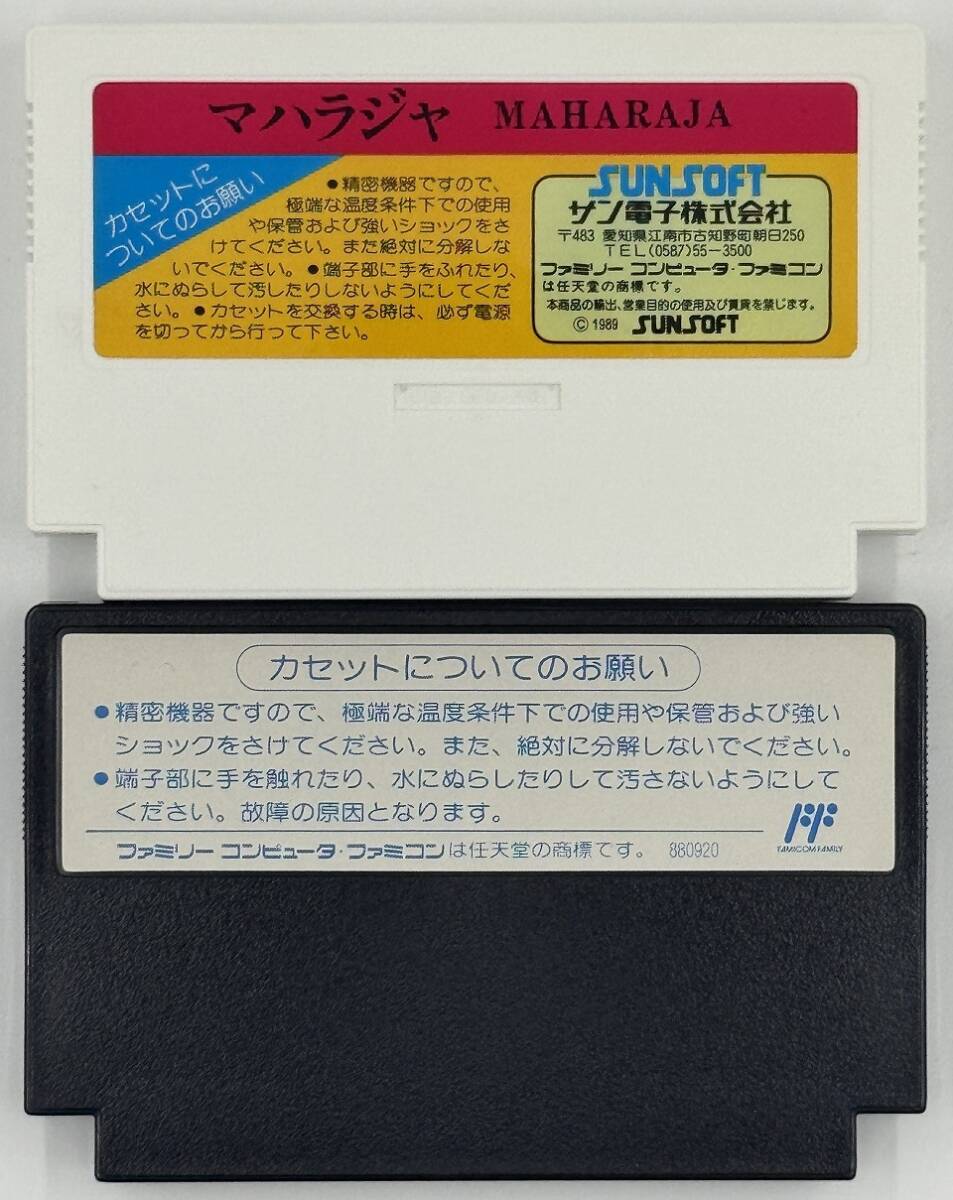 マハラジャ MAHARAJA
カセットに
ついてのお願い
●精密機器ですので、
極端な温度条件下での使用
や保管および強いショックをさ
けてください。また絶対に分解しな
いでください。●端子部に手をふれたり、
水にぬらして汚したりしないようにしてくだ
さい。●カセットを交換する時は、必ず電源
を切ってから行って下さい。
SUNSOFT
サン電子株式会社
〒483 愛知県江南市古知野町朝日250
TEL(0587)55-3500
ファミリー コンピュータ・ファミコン
は任天堂の商標です。
本商品の輸出、営業目的の使用及び賃貸を禁じます。
© 1989 SUNSOFT
カセットについてのお願い
●精密機器ですので、極端な温度条件下での使用や保管および強い
ショックをさけてください。また、絶対に分解しないでください。
●端子部に手を触れたり、水にぬらしたりして汚さないようにして
ください。故障の原因となります。
ファミリー コンピュータ・ファミコンは任天堂の商標です。 880920
FAMICOM FAMILY